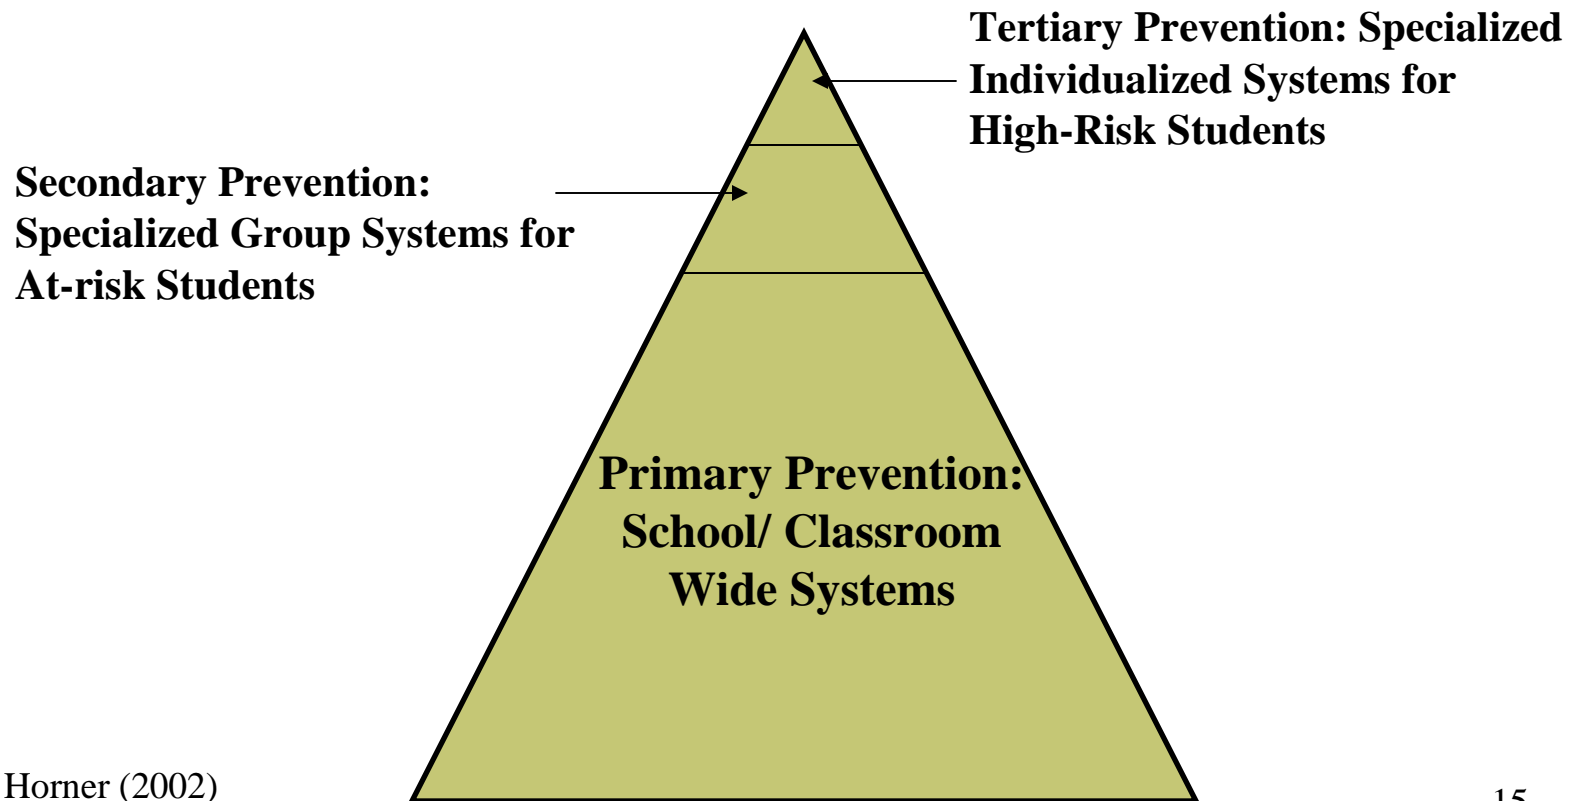 Tertiary Prevention: Specialized
Individualized Systems for
High-Risk Students
Secondary Prevention:
Specialized Group Systems for
At-risk Students
Primary Prevention:
School/ Classroom
Wide Systems
Horner (2002)
15